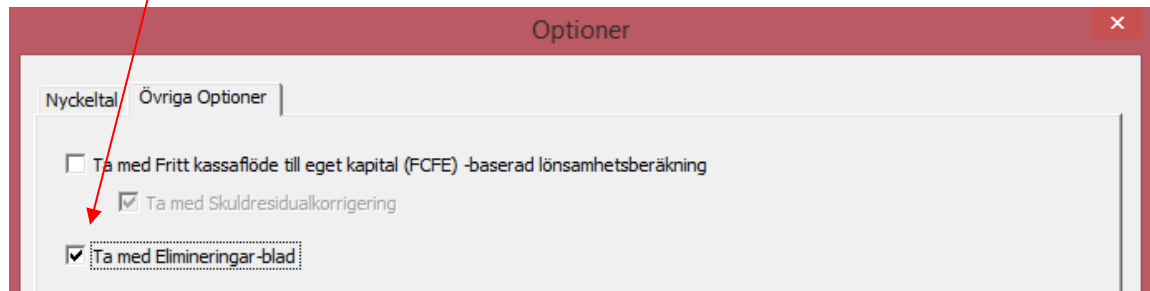 Optioner
Nyckeltal Övriga Optioner
Ta med Fritt kassaflöde till eget kapital (FCFE) -baserad lönsamhetsberäkning
Ta med Skuldresidualkorrigering
Ta med Elimineringar-blad